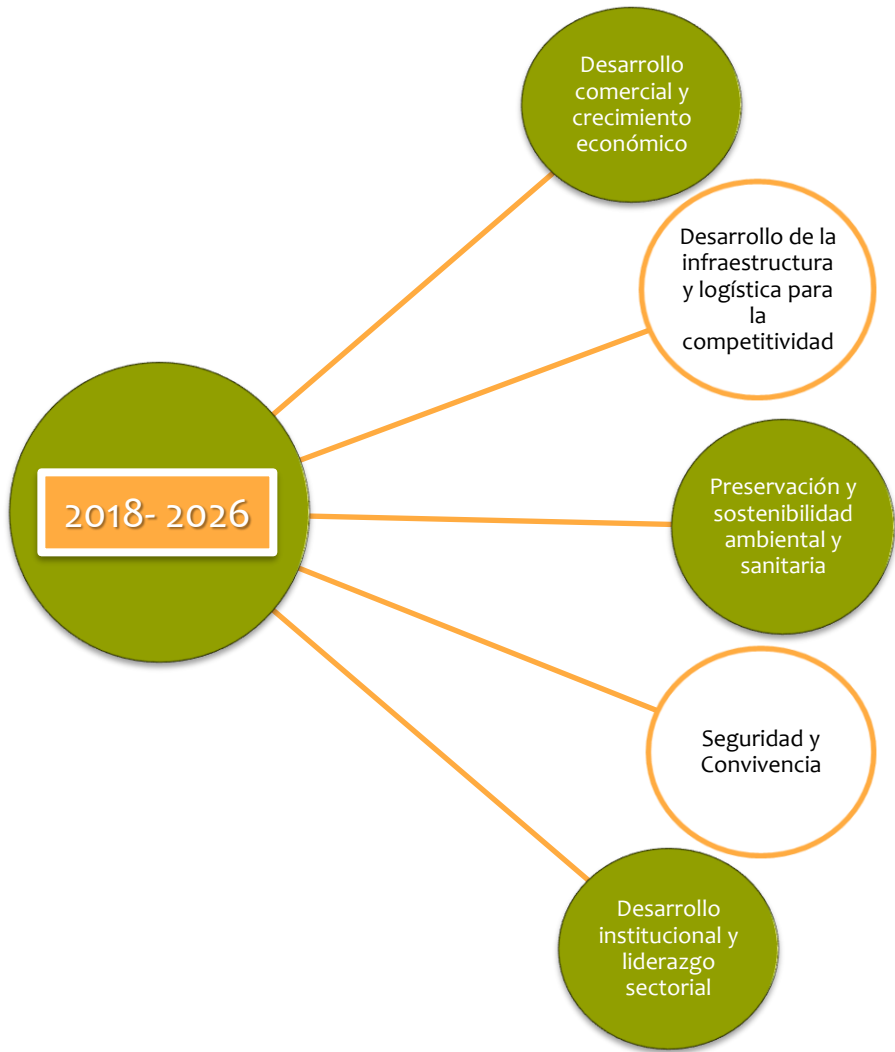 Desarrollo
comercial y
crecimiento
económico
Desarrollo de la
infraestructura
y logística para
la
competitividad
2018- 2026
Preservación y
sostenibilidad
ambiental y
sanitaria
Seguridad y
Convivencia
Desarrollo
institucional y
liderazgo
sectorial